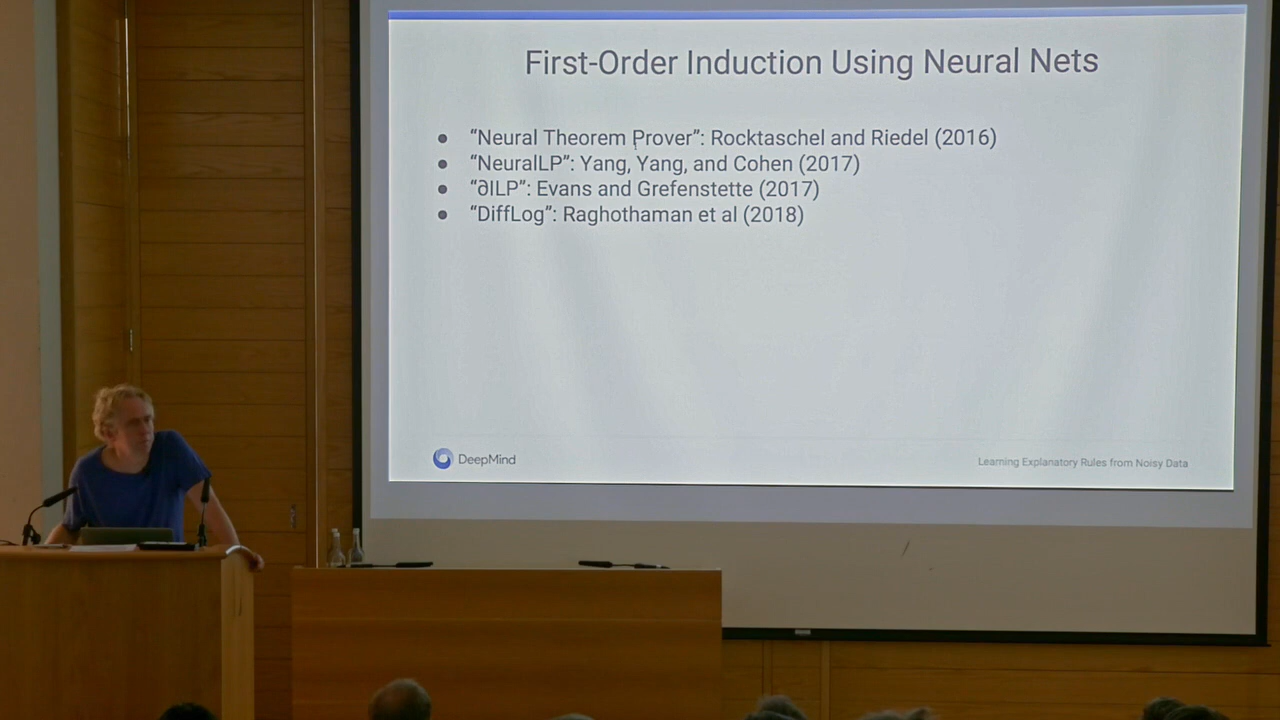 First-Order Induction Using Neural Nets
● “Neural Theorem Prover”: Rocktaschel and Riedel (2016)
● “NeuralLP”: Yang, Yang, and Cohen (2017)
● “∂ILP”: Evans and Grefenstette (2017)
● “DiffLog”: Raghothaman et al (2018)
DeepMind
Learning Explanatory Rules from Noisy Data